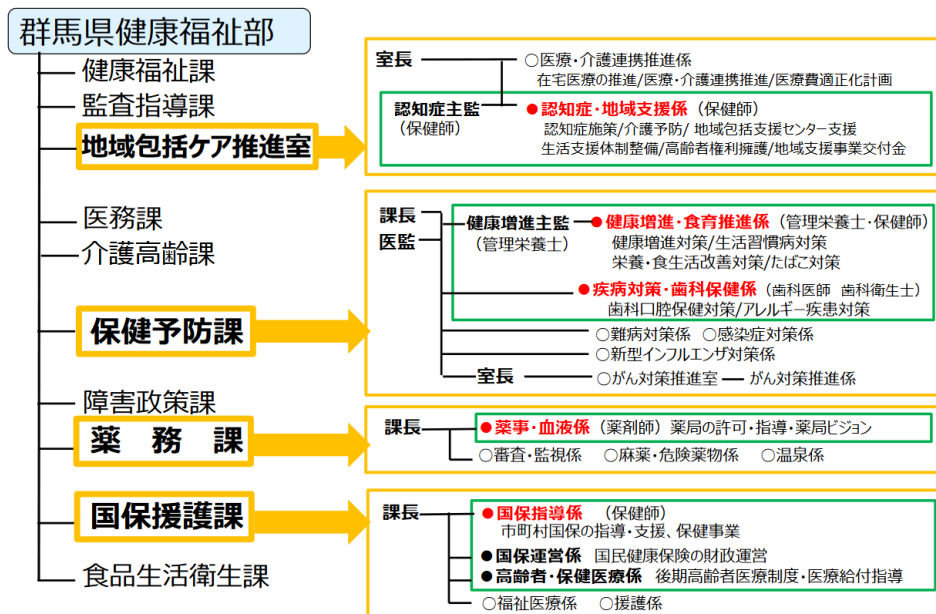 群馬県健康福祉部
健康福祉課
監査指導課
地域包括ケア推進室
医務課
介護高齢課
保健予防課
障害政策課
薬　務　課
国保援護課
食品生活衛生課
室長
○医療・介護連携推進係
在宅医療の推進/医療・介護連携推進/医療費適正化計画
認知症主監
(保健師)
●認知症・地域支援係（保健師）
認知症施策/介護予防/ 地域包括支援センター支援
生活支援体制整備/高齢者権利擁護/地域支援事業交付金
課長
医監
健康増進主監
(管理栄養士)
●健康増進・食育推進係（管理栄養士・保健師）
健康増進対策/生活習慣病対策
栄養・食生活改善対策/たばこ対策
●疾病対策・歯科保健係（歯科医師　歯科衛生士）
歯科口腔保健対策/アレルギー疾患対策
○難病対策係　○感染症対策係
○新型インフルエンザ対策係
室長
○がん対策推進室 ― がん対策推進係
課長
●薬事・血液係（薬剤師）薬局の許可・指導・薬局ビジョン
○審査・監視係　○麻薬・危険薬物係　○温泉係
課長
●国保指導係　（保健師）
市町村国保の指導・支援、保健事業
●国保運営係　国民健康保険の財政運営
●高齢者・保健医療係　後期高齢者医療制度・医療給付指導
○福祉医療係　○援護係